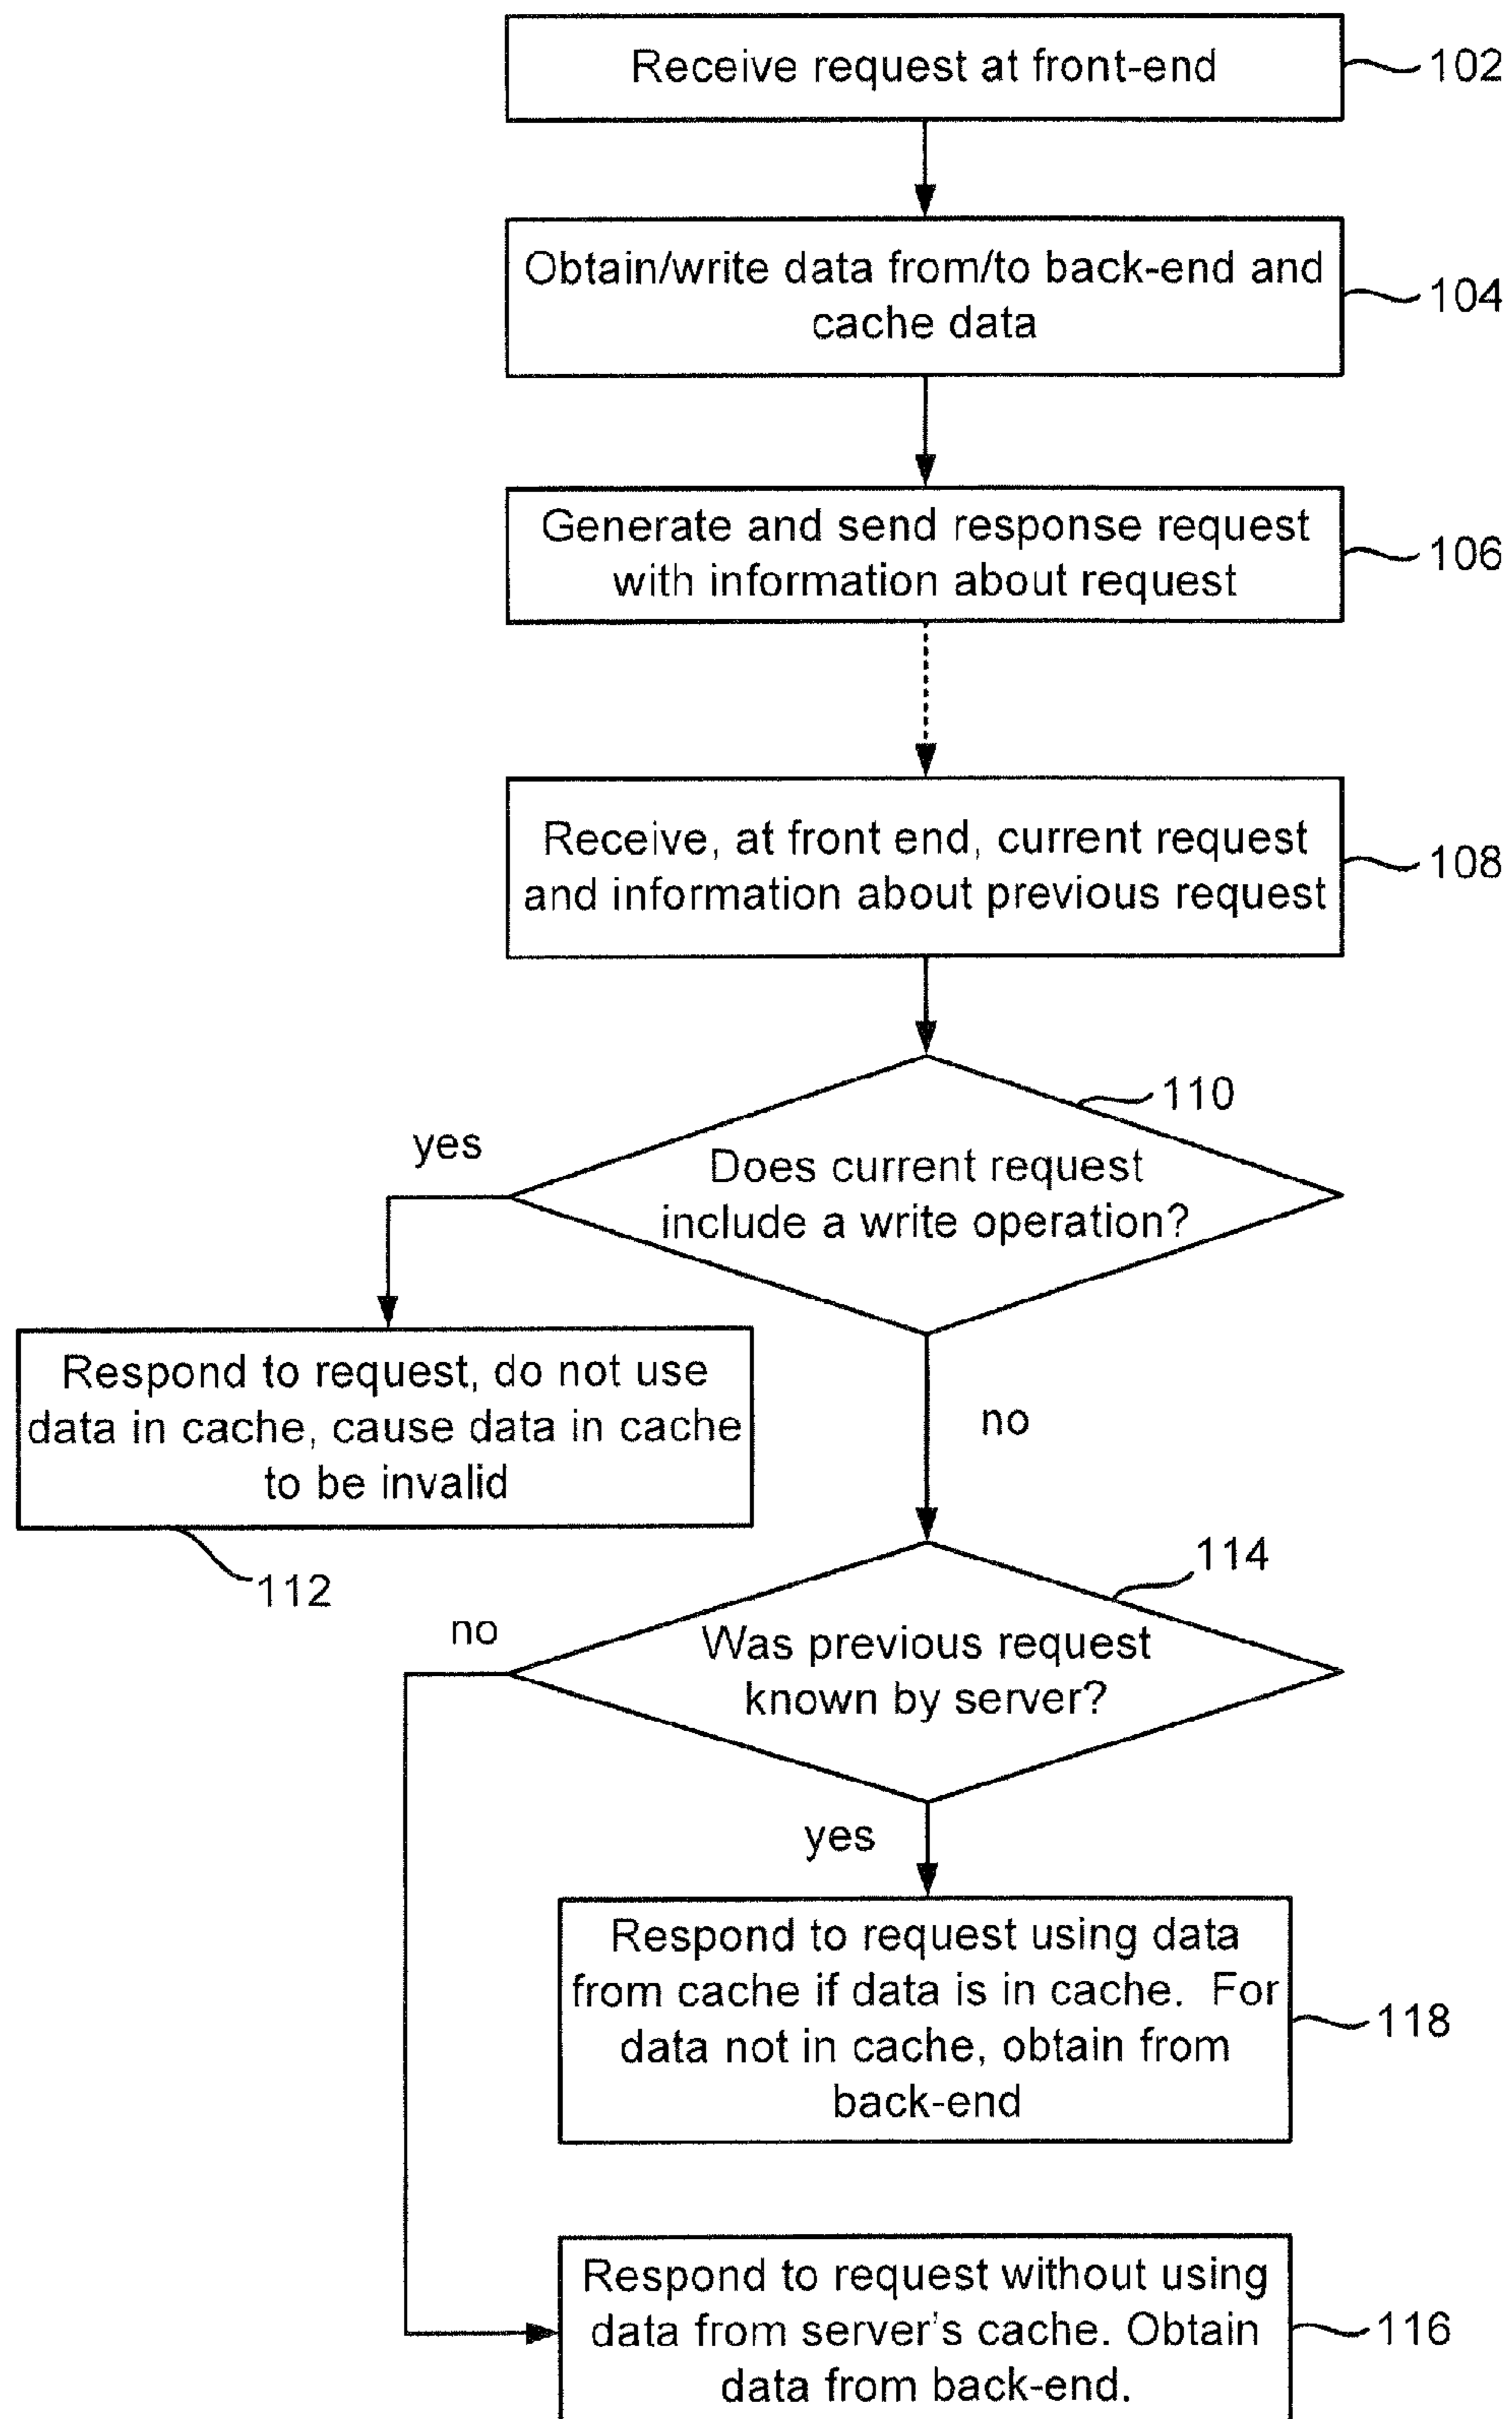 Receive request at front-end
102
Obtain/write data from/to back-end and
cache data
104
Generate and send response request
with information about request
106
Receive, at front end, current request
and information about previous request
108
110
yes
Does current request
include a write operation?
Respond to request, do not use
data in cache, cause data in cache
to be invalid
no
112
114
no
Was previous request
known by server?
yes
Respond to request using data
from cache if data is in cache. For
data not in cache, obtain from
back-end
118
Respond to request without using
data from server's cache. Obtain
data from back-end.
116